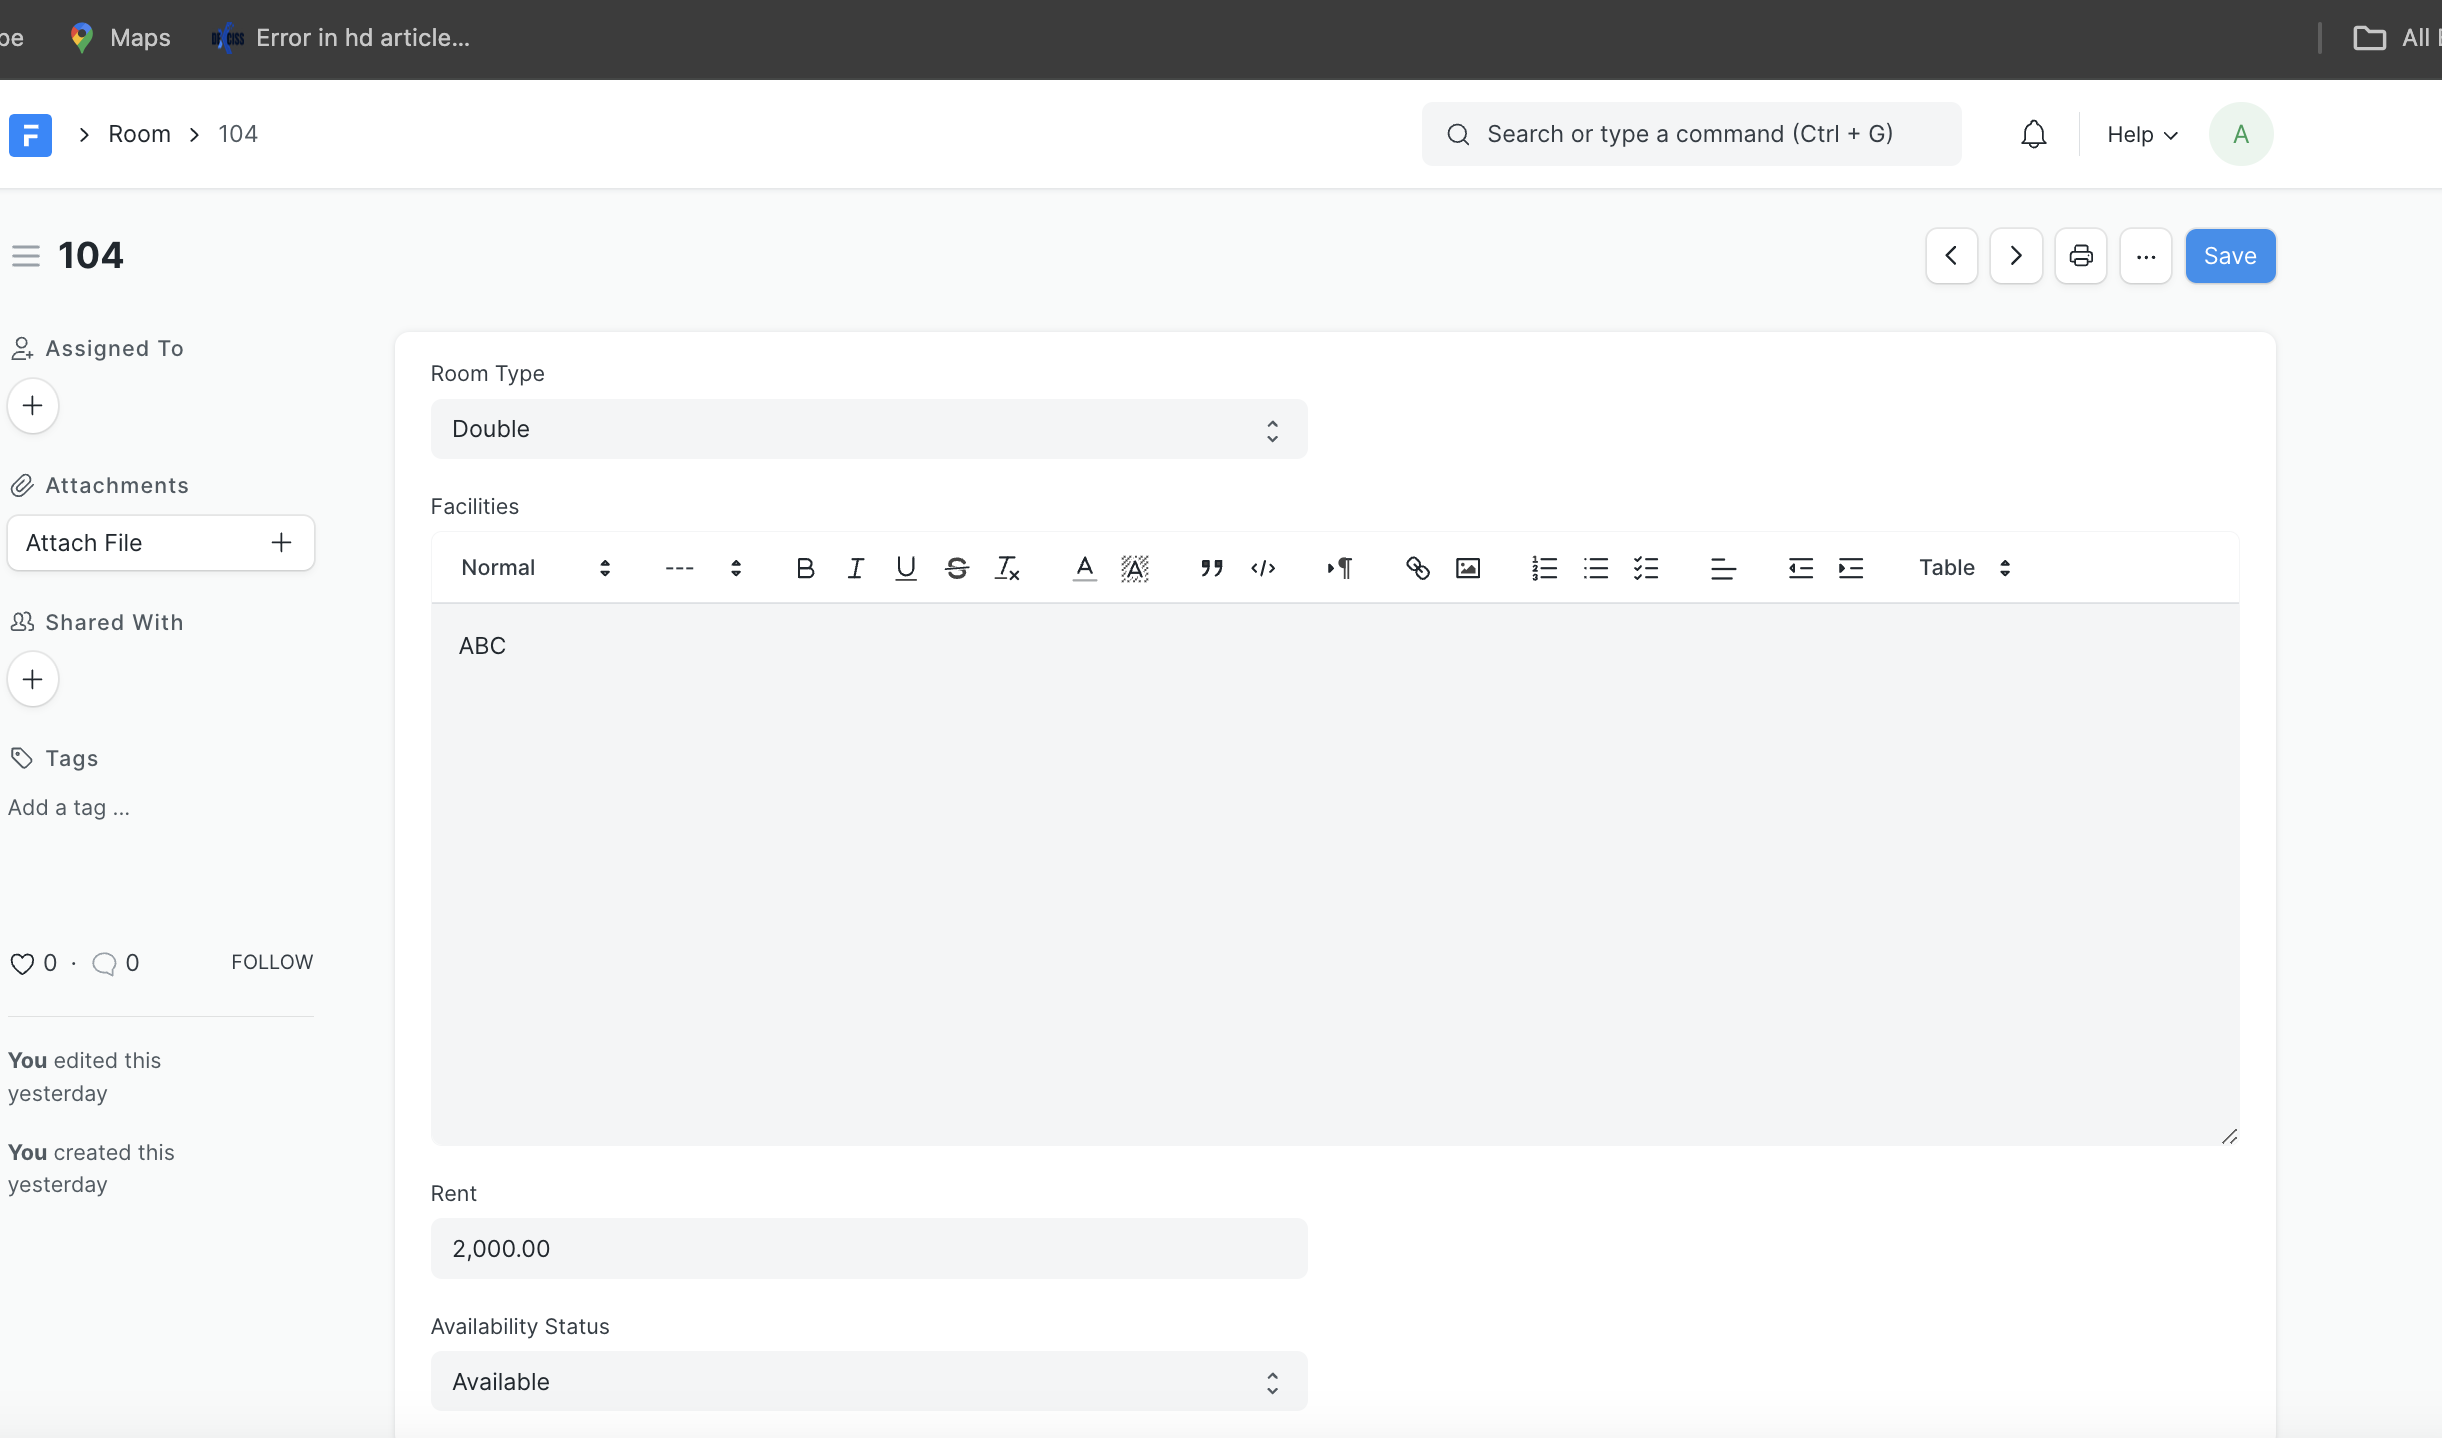 Maps
Error in hd article...
All
Room
104
Search or type a command (Ctrl + G)
Help
A
104
Save
Assigned To
Attachments
Attach File
Shared With
Tags
Add a tag ...
0 · 0 FOLLOW
You edited this
yesterday
You created this
yesterday
Room Type
Double
Facilities
Normal --- Table
ABC
Rent
2,000.00
Availability Status
Available